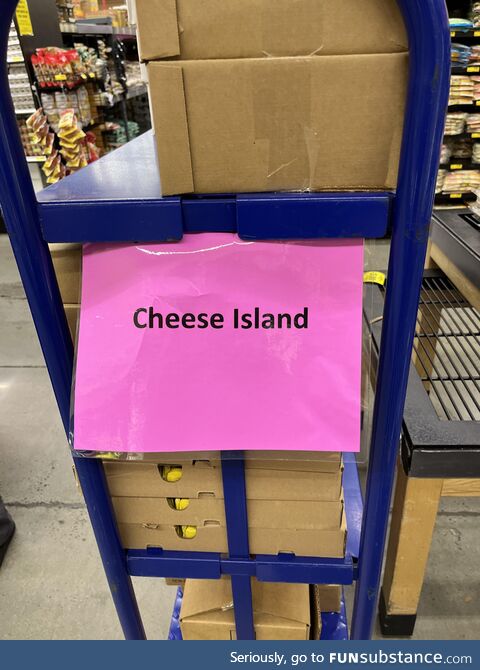 Cheese Island
Seriously, go to FUNsubstance.com